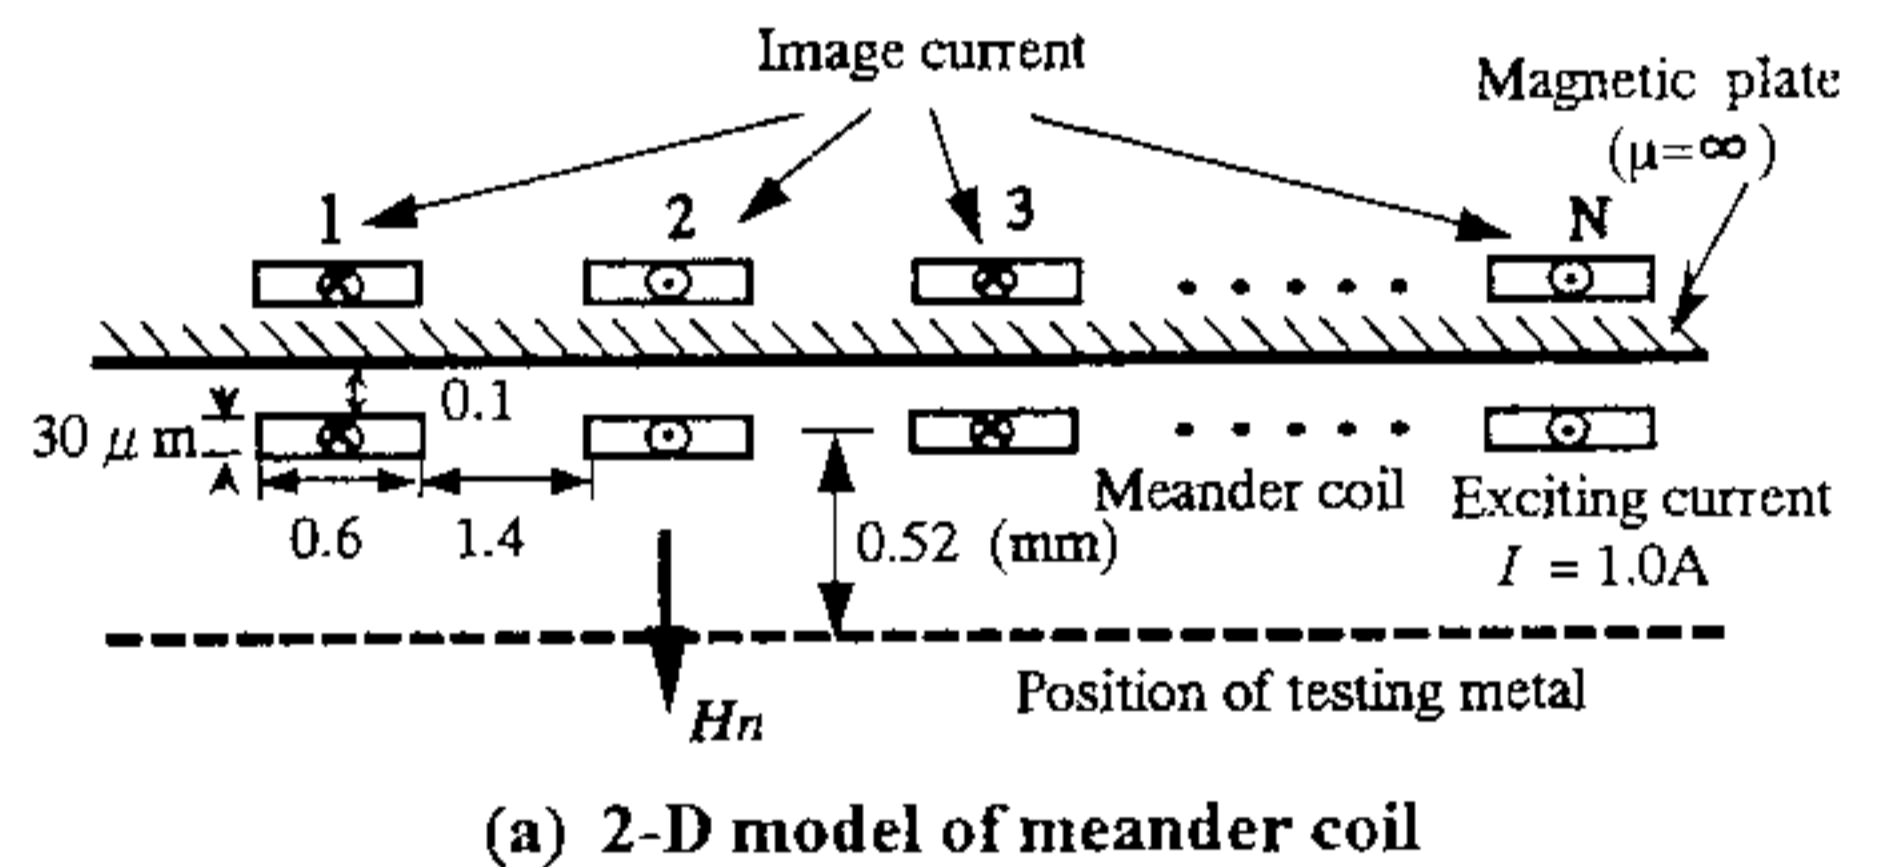 Image current
Magnetic plate
(μ=∞)
1 2 3 N
0.1
30 μm
0.6 1.4
0.52 (mm)
Meander coil
Exciting current
I = 1.0A
Hn
Position of testing metal
(a) 2-D model of meander coil